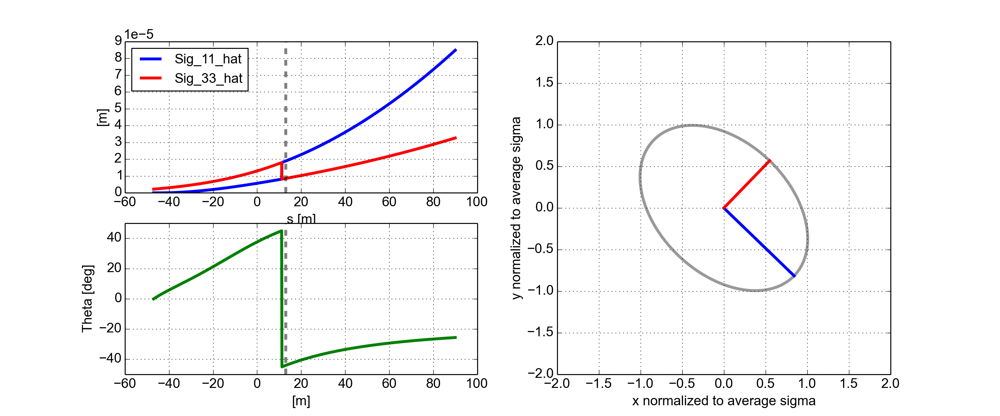 1e−5
9
8
7
6
5
4
3
2
1
0
[m]
Sig_11_hat
Sig_33_hat
−60 −40 −20 0 20 40 60 80 100
s [m]
40
20
0
−20
−40
Theta [deg]
−60 −40 −20 0 20 40 60 80 100
[m]
2.0
1.5
1.0
0.5
0.0
−0.5
−1.0
−1.5
−2.0
y normalized to average sigma
−2.0 −1.5 −1.0 −0.5 0.0 0.5 1.0 1.5 2.0
x normalized to average sigma